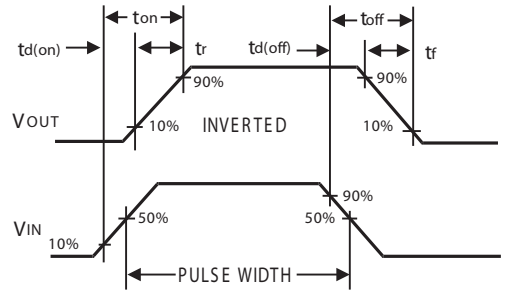 ton toff
td(on) tr td(off) tf
90% 90%
VOUT 10% INVERTED 10%
90%
50% 50%
VIN 10%
PULSE WIDTH